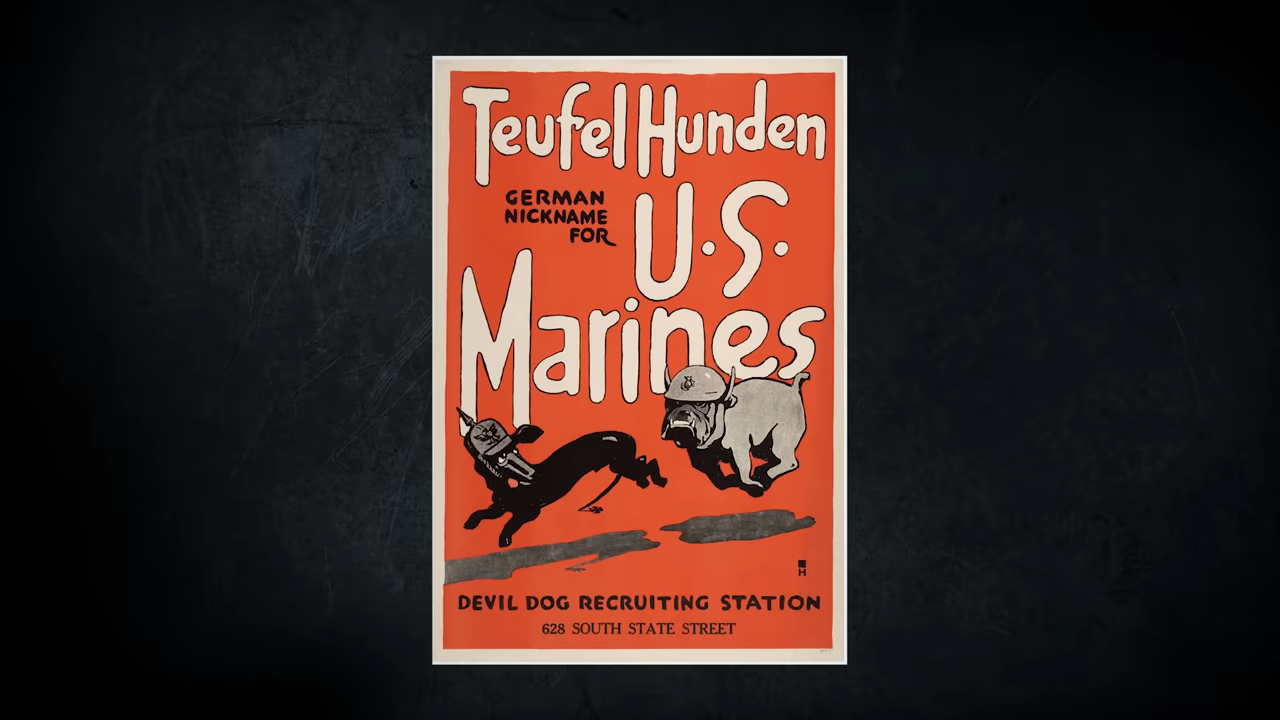 Teufel Hunden
GERMAN
NICKNAME
FOR
U.S.
Marines
DEVIL DOG RECRUITING STATION
628 SOUTH STATE STREET